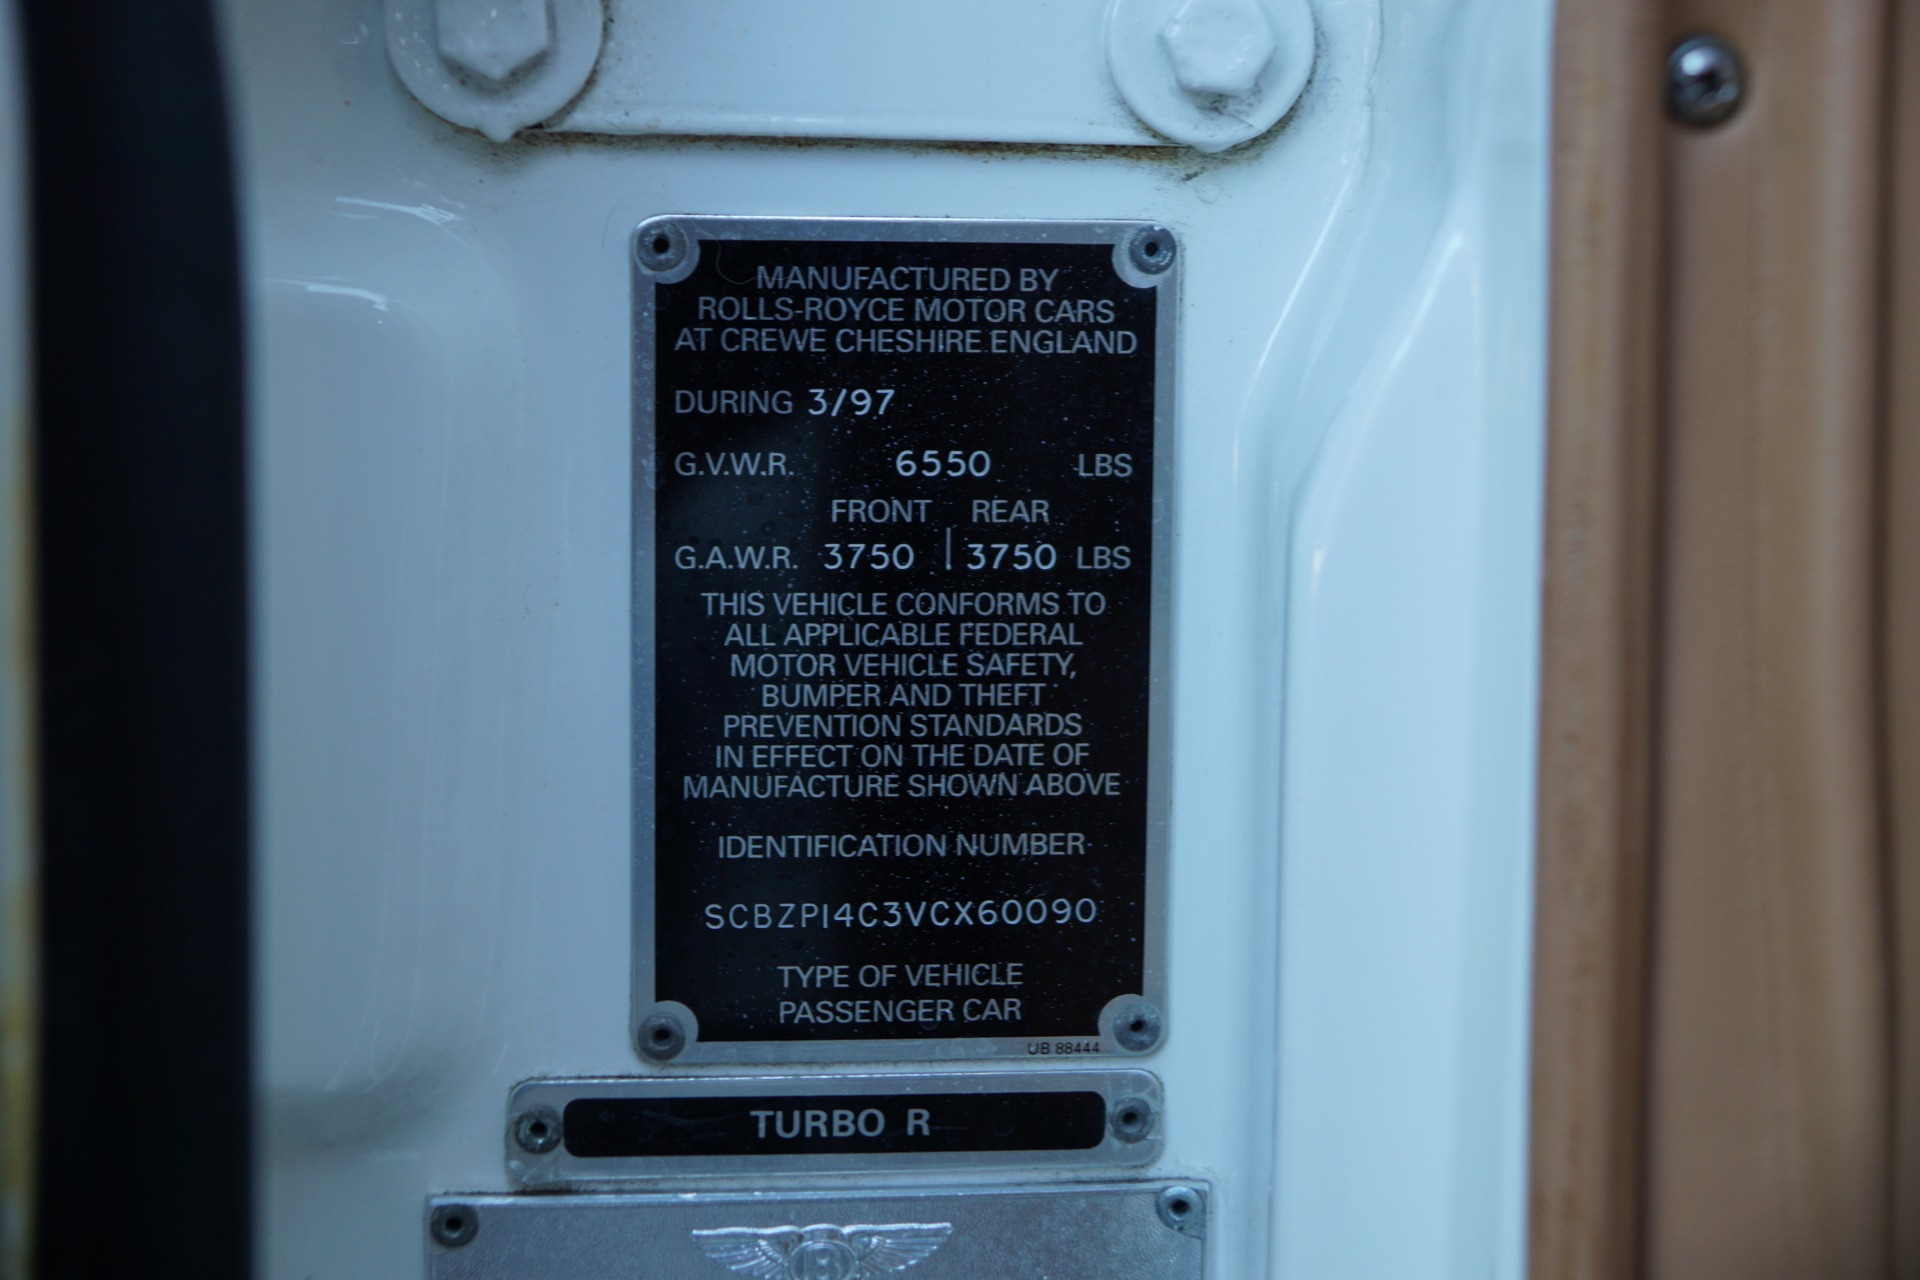 MANUFACTURED BY
ROLLS-ROYCE MOTOR CARS
AT CREWE CHESHIRE ENGLAND
DURING 3/97
G.V.W.R. 6550 LBS
FRONT REAR
G.A.W.R. 3750 | 3750 LBS
THIS VEHICLE CONFORMS TO
ALL APPLICABLE FEDERAL
MOTOR VEHICLE SAFETY,
BUMPER AND THEFT
PREVENTION STANDARDS
IN EFFECT ON THE DATE OF
MANUFACTURE SHOWN ABOVE
IDENTIFICATION NUMBER
SCBZP14C3VCX60090
TYPE OF VEHICLE
PASSENGER CAR
UB 88444
TURBO R
B